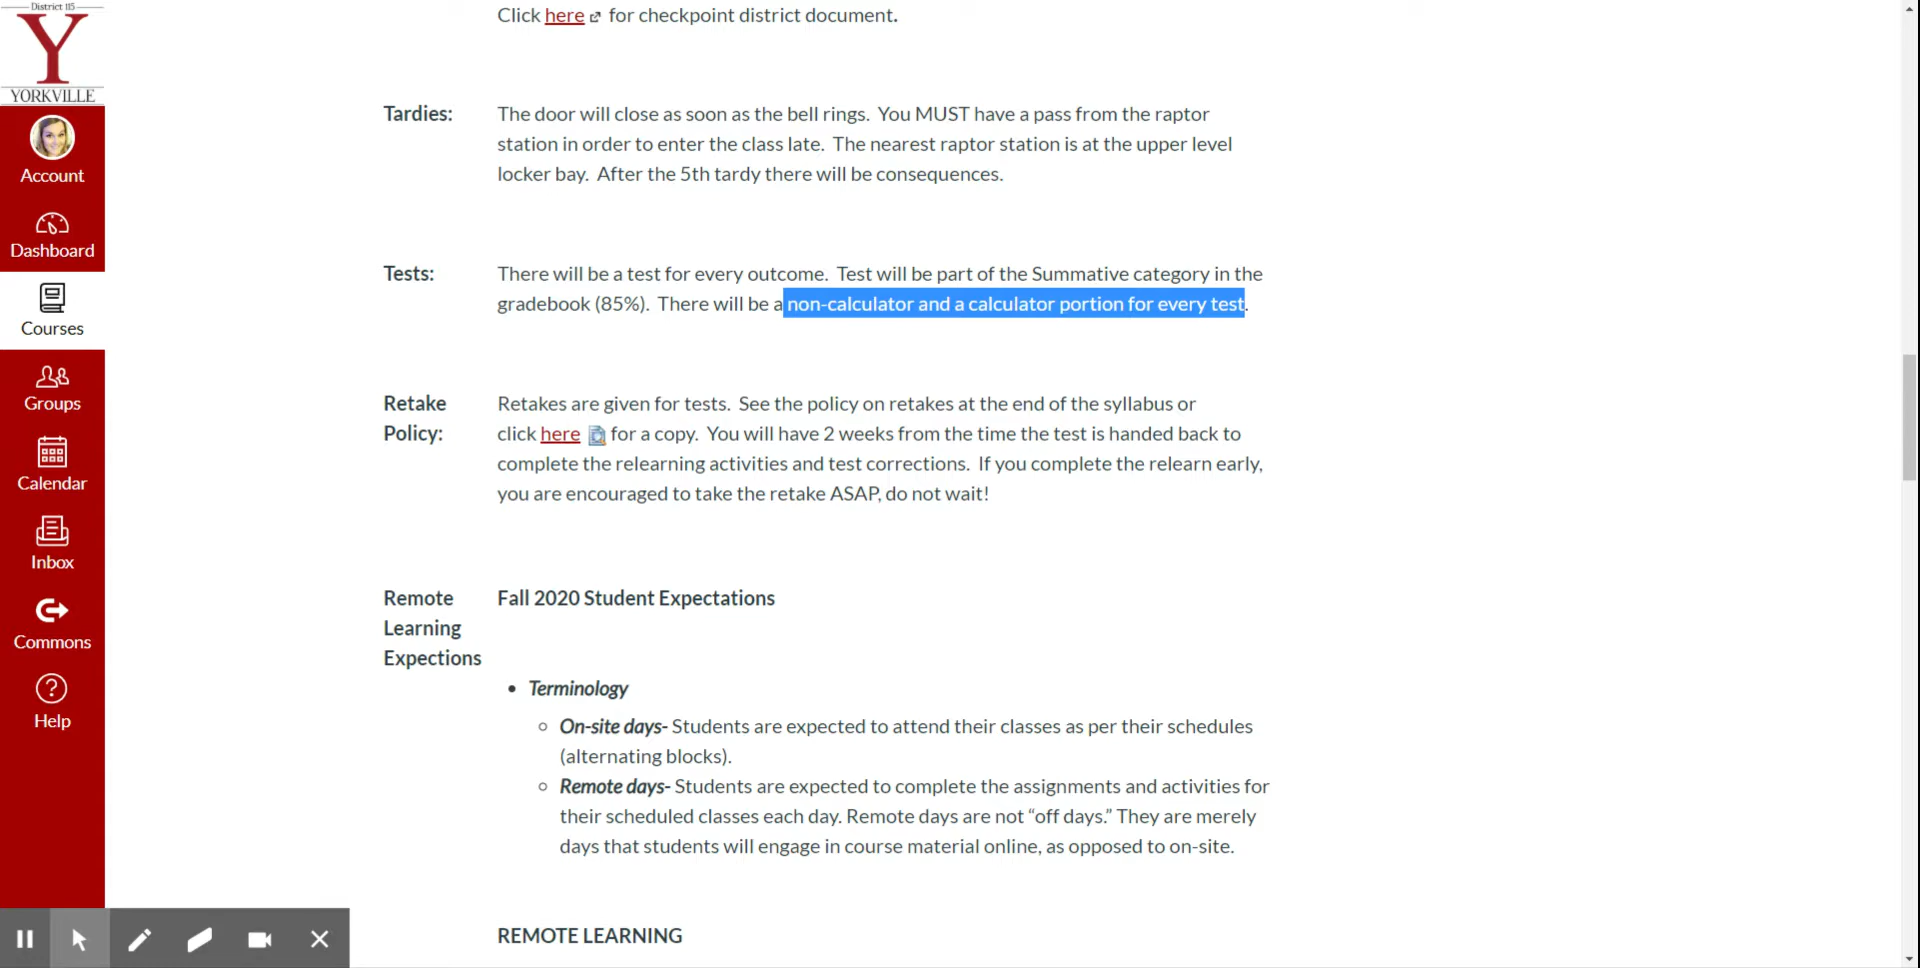 District 115
Y
YORKVILLE
Account
Dashboard
Courses
Groups
Calendar
Inbox
Commons
Help
Click here for checkpoint district document.
Tardies:
The door will close as soon as the bell rings. You MUST have a pass from the raptor
station in order to enter the class late. The nearest raptor station is at the upper level
locker bay. After the 5th tardy there will be consequences.
Tests:
There will be a test for every outcome. Test will be part of the Summative category in the
gradebook (85%). There will be a non-calculator and a calculator portion for every test.
Retake
Policy:
Retakes are given for tests. See the policy on retakes at the end of the syllabus or
click here for a copy. You will have 2 weeks from the time the test is handed back to
complete the relearning activities and test corrections. If you complete the relearn early,
you are encouraged to take the retake ASAP, do not wait!
Remote
Learning
Expections
Fall 2020 Student Expectations
• Terminology
○ On-site days- Students are expected to attend their classes as per their schedules
(alternating blocks).
○ Remote days- Students are expected to complete the assignments and activities for
their scheduled classes each day. Remote days are not “off days.” They are merely
days that students will engage in course material online, as opposed to on-site.
REMOTE LEARNING